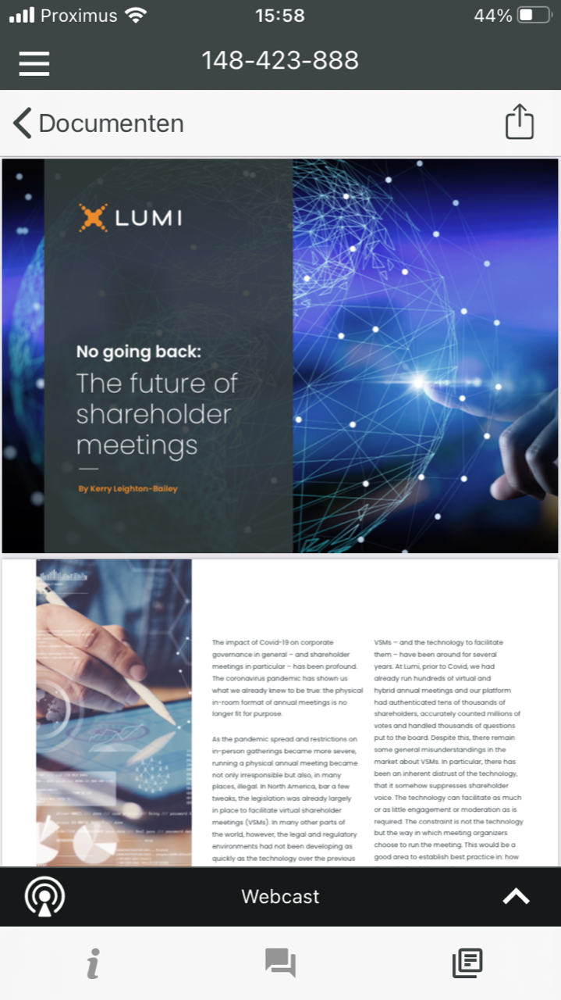 Proximus 15:58 44%
148-423-888
Documenten
LUMI
No going back:
The future of
shareholder
meetings
By Kerry Leighton-Bailey
The impact of Covid-19 on corporate
governance in general – and shareholder
meetings in particular – has been profound.
The coronavirus pandemic has shown us
what we already knew to be true: the physical
in-room format of annual meetings is no
longer fit for purpose.
As the pandemic spread and restrictions on
in-person gatherings became more severe,
running a physical annual meeting became
not only irresponsible but also, in many
places, illegal. In North America, bar a few
tweaks, the legislation was already largely
in place to facilitate virtual shareholder
meetings (VSMs). In many other parts of
the world, however, the legal and regulatory
environments had not been developing as
quickly as the technology over the previous
VSMs – and the technology to facilitate
them – have been around for several
years. At Lumi, prior to Covid, we had
already run hundreds of virtual and
hybrid annual meetings and our platform
had authenticated tens of thousands of
shareholders, accurately counted millions of
votes and handled thousands of questions
put to the board. Despite this, there remain
some general misunderstandings in the
market about VSMs. In particular, there has
been an inherent distrust of the technology,
that it somehow suppresses shareholder
voice. The technology can facilitate as much
or as little engagement or moderation as is
required. The constraint is not the technology
but the way in which meeting organizers
choose to run the meeting. This would be a
good area to establish best practice in: how
Webcast